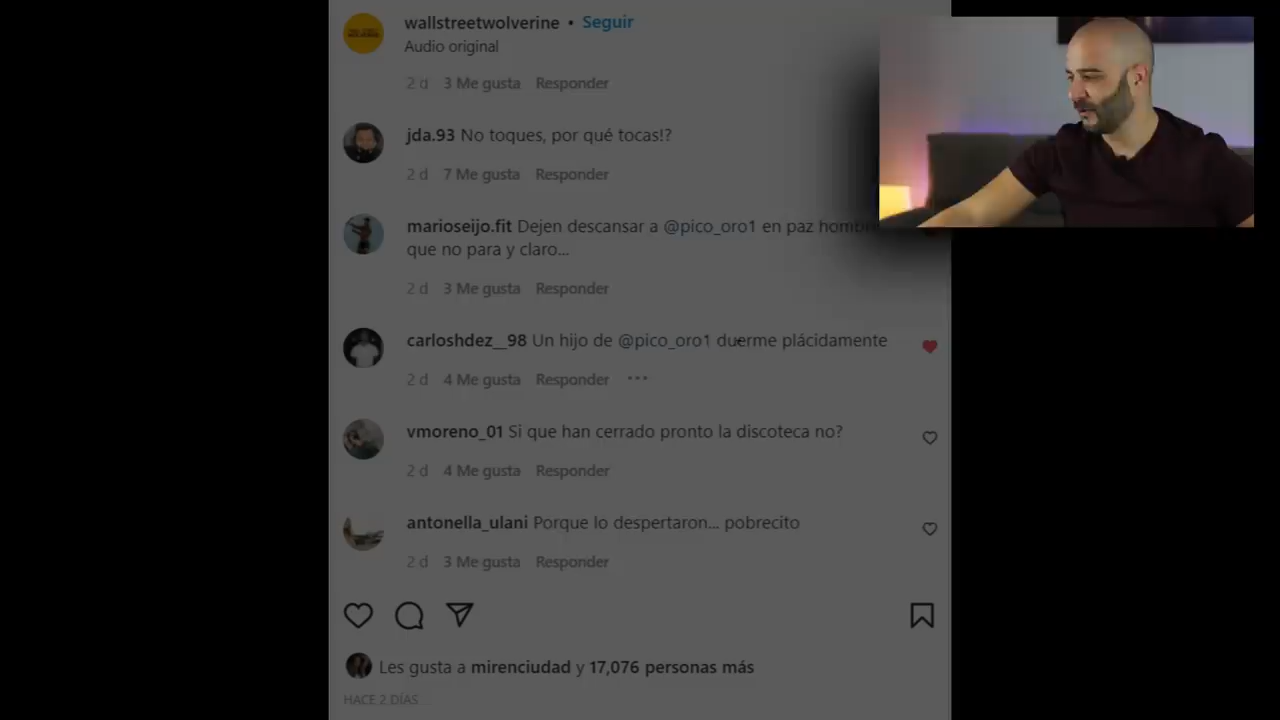 wallstreetwolverine • Seguir
Audio original
2 d 3 Me gusta Responder
jda.93 No toques, por qué tocas!?
2 d 7 Me gusta Responder
marioseijo.fit Dejen descansar a @pico_oro1 en paz
que no para y claro...
2 d 3 Me gusta Responder
carloshdez__98 Un hijo de @pico_oro1 duerme plácidamente
2 d 4 Me gusta Responder ...
vmoreno_01 Si que han cerrado pronto la discoteca no?
2 d 4 Me gusta Responder
antonella_ulani Porque lo despertaron... pobrecito
2 d 3 Me gusta Responder
Les gusta a mirenciudad y 17,076 personas más
HACE 2 DÍAS